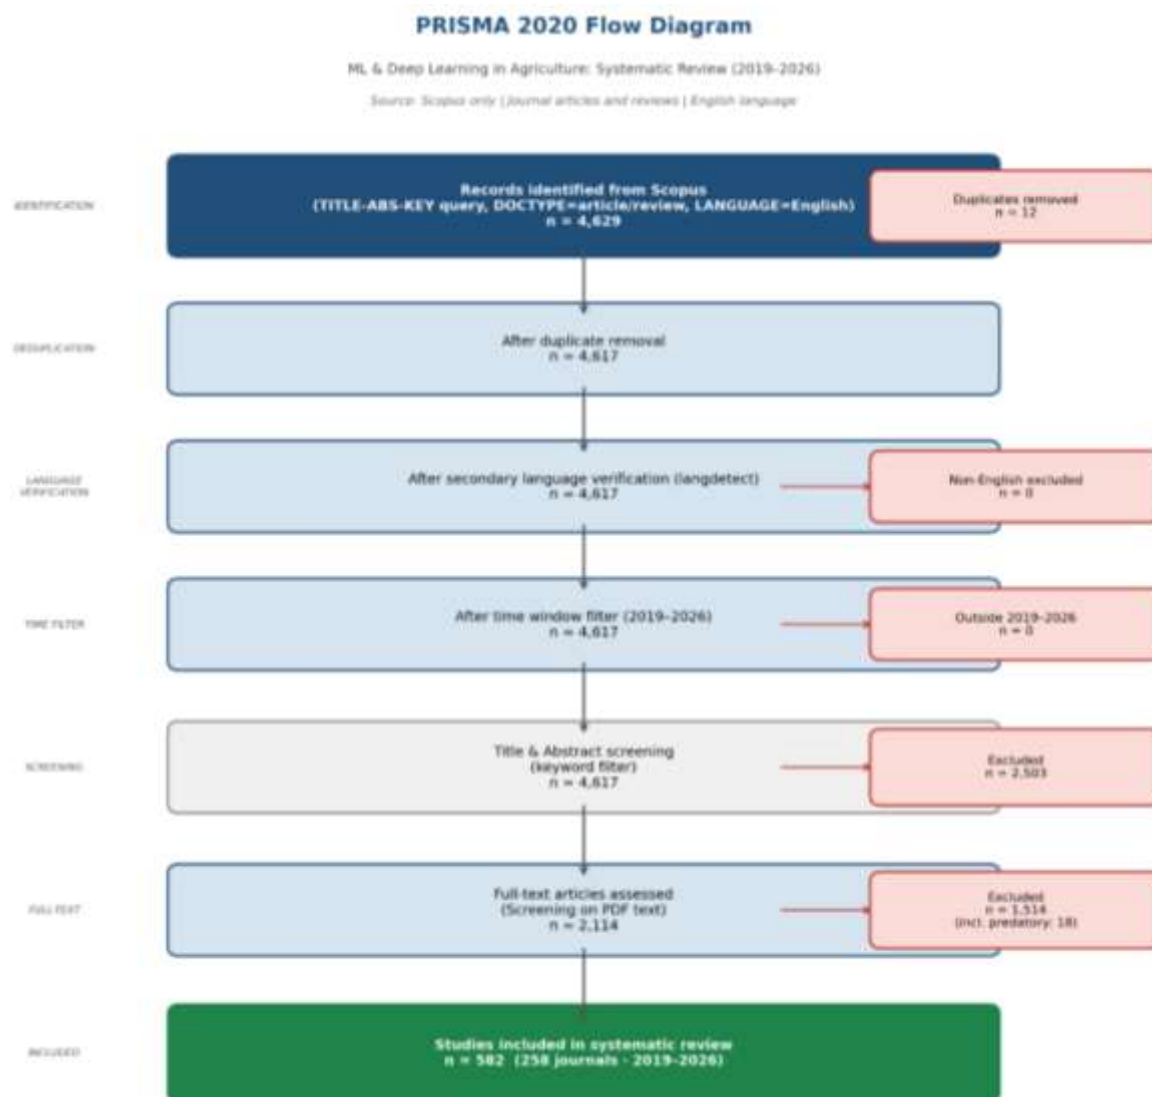 PRISMA 2020 Flow Diagram
ML & Deep Learning in Agriculture: Systematic Review (2019–2026)
Source: Scopus only | Journal articles and reviews | English language
IDENTIFICATION
Records identified from Scopus
(TITLE-ABS-KEY query, DOCTYPE=article/review, LANGUAGE=English)
n = 4,629
Duplicates removed
n = 12
DEDUPLICATION
After duplicate removal
n = 4,617
LANGUAGE
VERIFICATION
After secondary language verification (langdetect)
n = 4,617
Non-English excluded
n = 0
TIME FILTER
After time window filter (2019–2026)
n = 4,617
Outside 2019–2026
n = 0
SCREENING
Title & Abstract screening
(keyword filter)
n = 4,617
Excluded
n = 2,503
FULL-TEXT
Full-text articles assessed
(Screening on PDF text)
n = 2,114
Excluded
n = 1,514
(incl. predatory: 18)
INCLUDED
Studies included in systematic review
n = 582 (258 journals · 2019–2026)